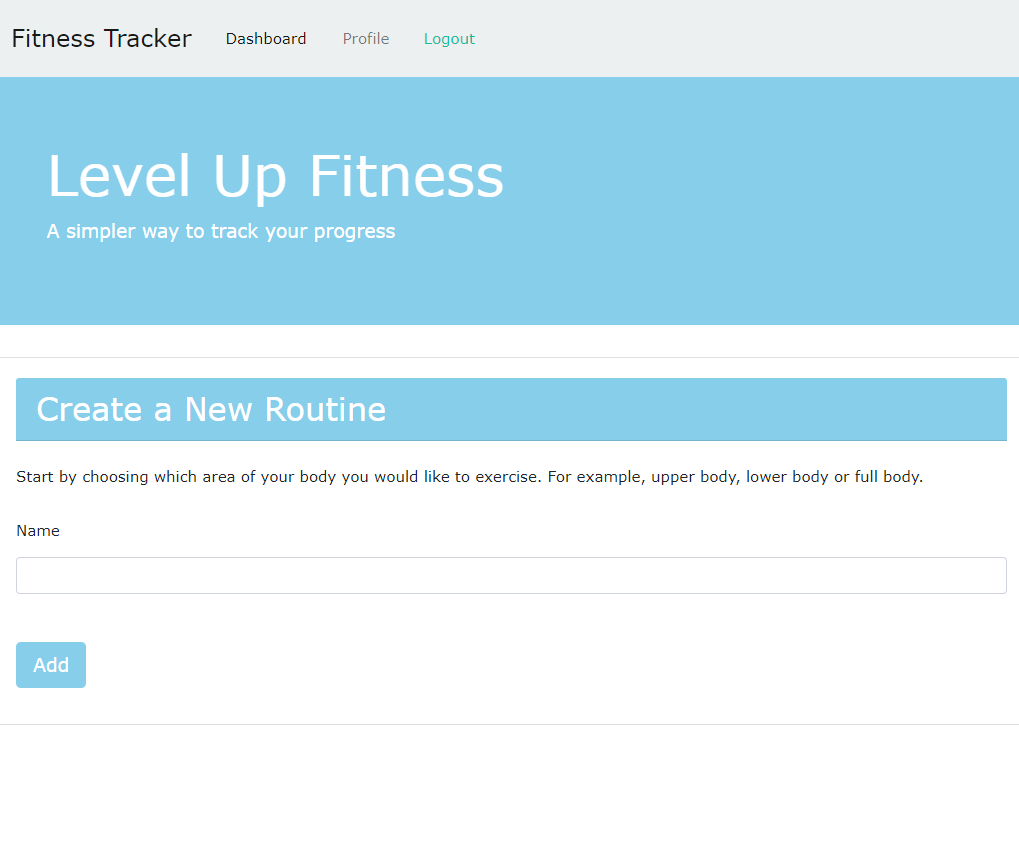 Fitness Tracker Dashboard Profile Logout
Level Up Fitness
A simpler way to track your progress
Create a New Routine
Start by choosing which area of your body you would like to exercise. For example, upper body, lower body or full body.
Name
Add